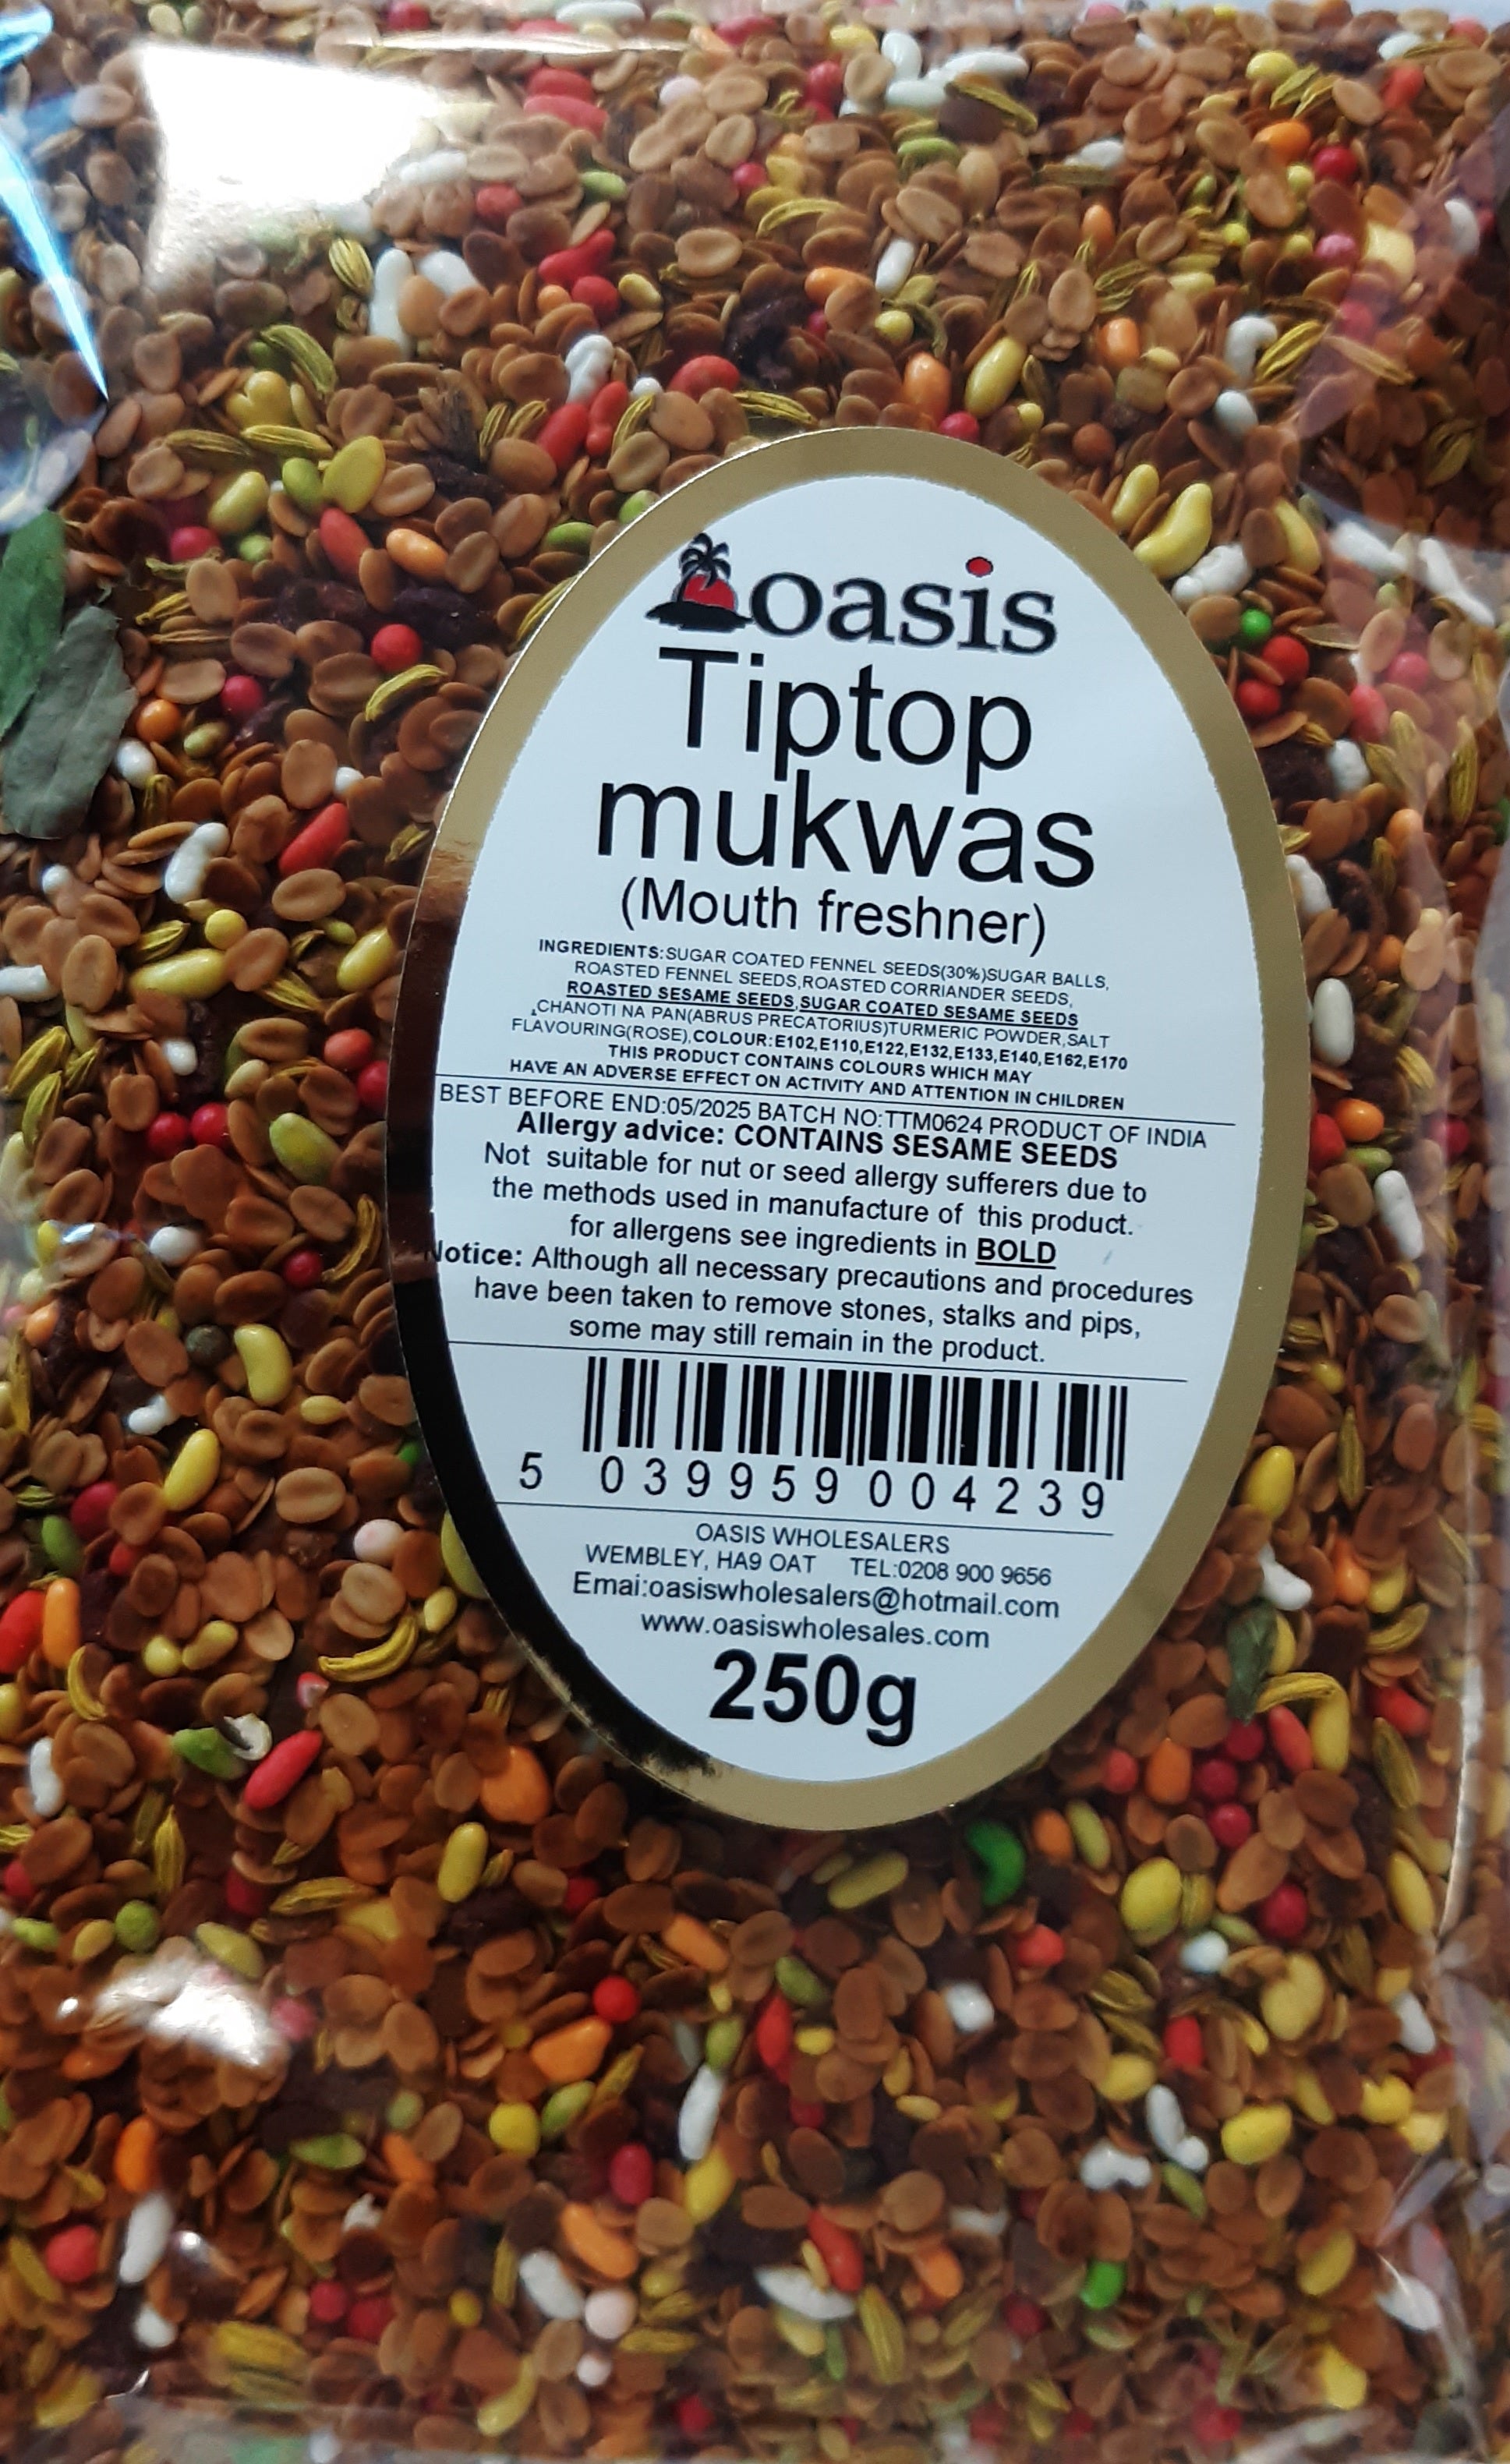 oasis
Tiptop
mukwas
(Mouth freshner)
INGREDIENTS:SUGAR COATED FENNEL SEEDS(30%)SUGAR BALLS,
ROASTED FENNEL SEEDS,ROASTED CORRIANDER SEEDS,
ROASTED SESAME SEEDS,SUGAR COATED SESAME SEEDS
,CHANOTI NA PAN(ABRUS PRECATORIUS)TURMERIC POWDER,SALT
FLAVOURING(ROSE),COLOUR:E102,E110,E122,E132,E133,E140,E162,E170
THIS PRODUCT CONTAINS COLOURS WHICH MAY
HAVE AN ADVERSE EFFECT ON ACTIVITY AND ATTENTION IN CHILDREN
BEST BEFORE END:05/2025 BATCH NO:TTM0624 PRODUCT OF INDIA
Allergy advice: CONTAINS SESAME SEEDS
Not suitable for nut or seed allergy sufferers due to
the methods used in manufacture of this product.
for allergens see ingredients in BOLD
Notice: Although all necessary precautions and procedures
have been taken to remove stones, stalks and pips,
some may still remain in the product.
5 039959 004239
OASIS WHOLESALERS
WEMBLEY, HA9 OAT TEL:0208 900 9656
Emai:oasiswholesalers@hotmail.com
www.oasiswholesales.com
250g